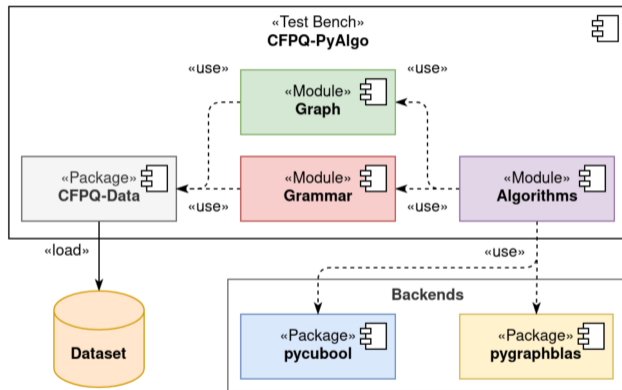 «Test Bench»
CFPQ-PyAlgo
«use»
«use»
«Module»
Graph
«Package»
CFPQ-Data
«Module»
Grammar
«Module»
Algorithms
«use»
«use»
«load»
«use»
Backends
Dataset
«Package»
pycubool
«Package»
pygraphblas